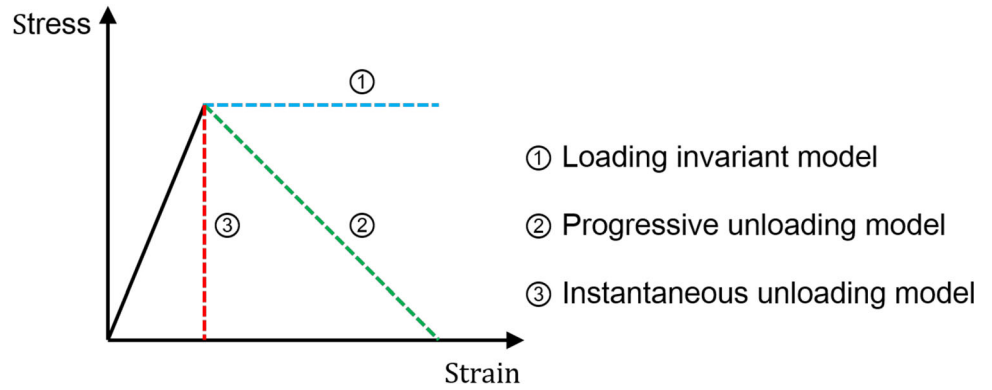 Stress
①
① Loading invariant model
③
②
② Progressive unloading model
③ Instantaneous unloading model
Strain